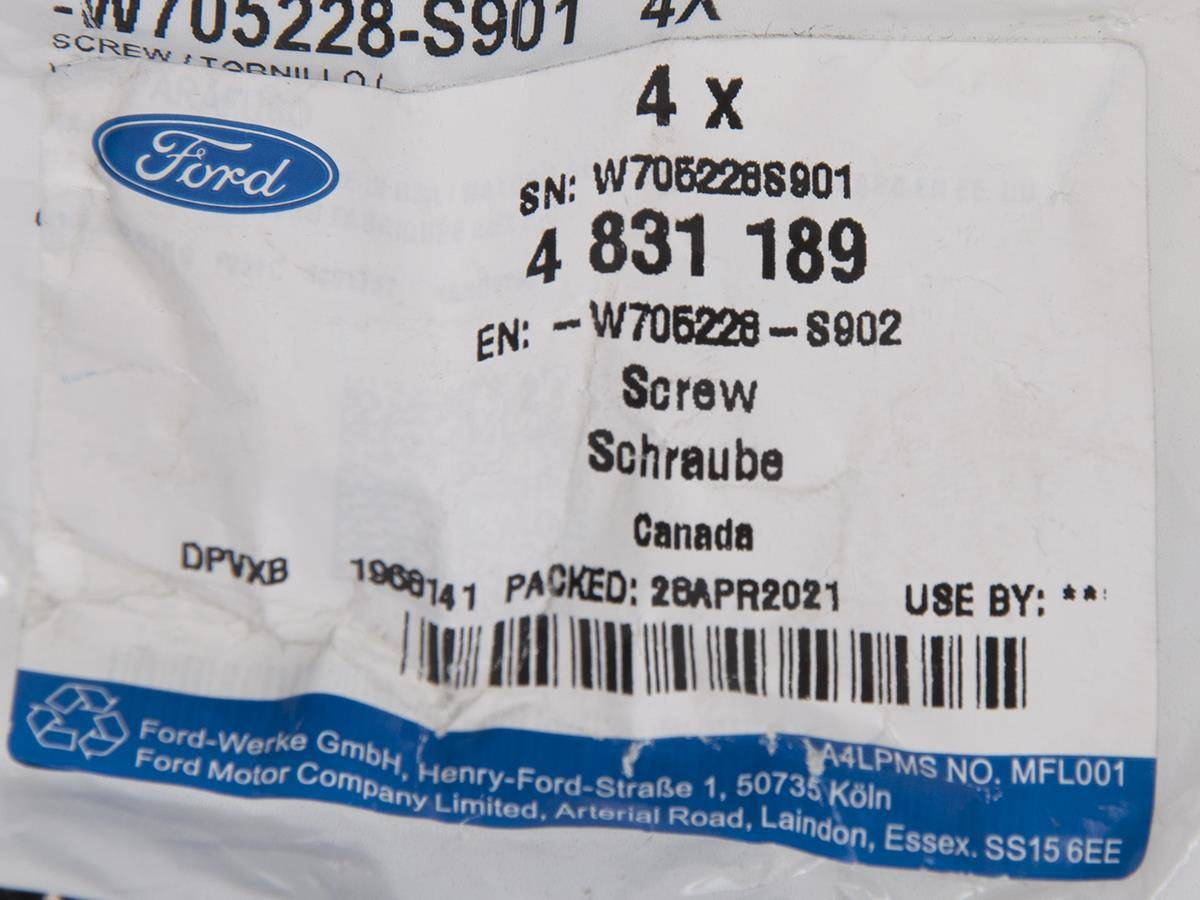 -W705228-S901 4X
SCREW / TORNILLO /
Ford
4 x
SN: W705228S901
4 831 189
EN: -W705228-S902
Screw
Schraube
Canada
DPVXB 1968141 PACKED: 28APR2021 USE BY: **
Ford-Werke GmbH, Henry-Ford-Straße 1, 50735 Köln
A4LPMS NO. MFL001
Ford Motor Company Limited, Arterial Road, Laindon, Essex. SS15 6EE